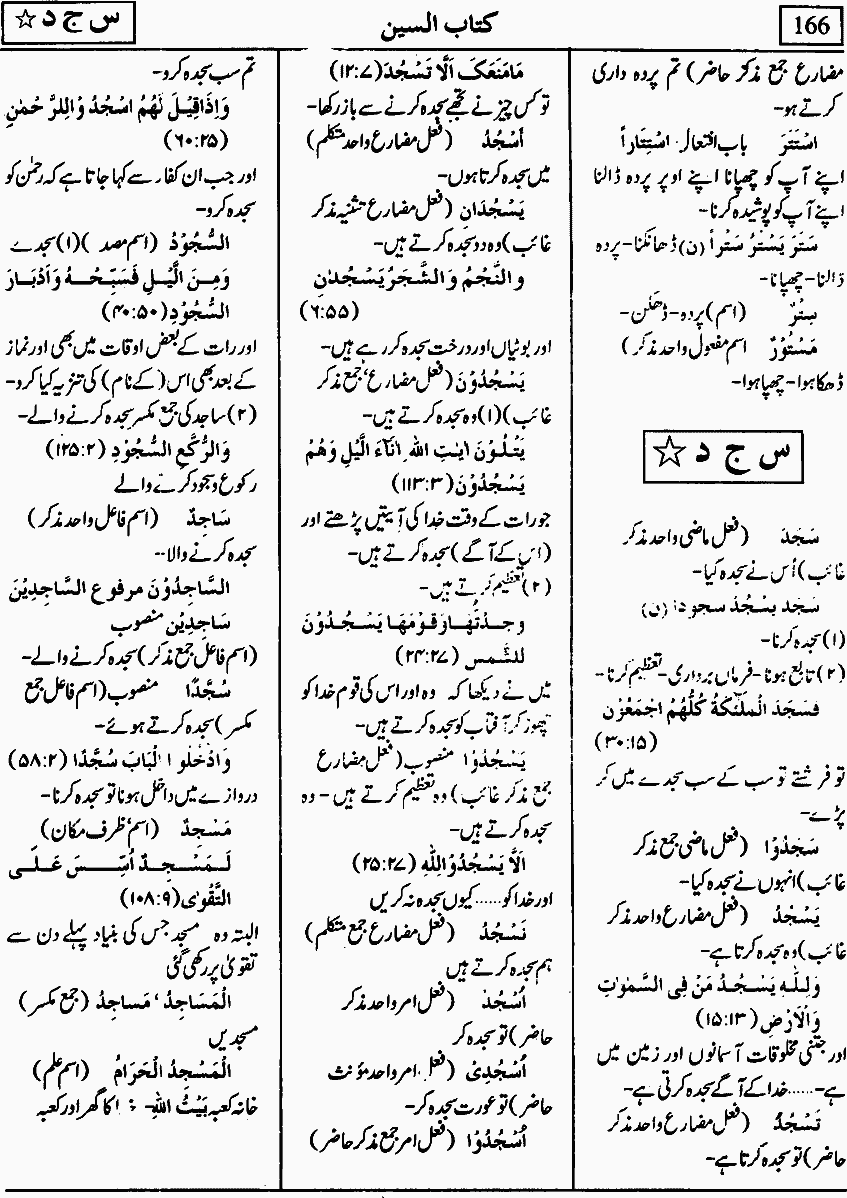 166
کتاب السین
س ج د ☆
مضارع جمع مذکر حاضر) تم پردہ داری
کرتے ہو-
اسْتَتَرَ باب افتعال۔ اسْتِتَاراً
اپنے آپ کو چھپانا اپنے اوپر پردہ ڈالنا
اپنے آپ کو پوشیدہ کرنا-
سَتَرَ یَسْتُرُ سَتْراً (ن) ڈھانکنا- پردہ
ڈالنا- چھپانا-
سِتْرٌ (اسم) پردہ- ڈھکن-
مَسْتُوْرٌ اسم مفعول واحد مذکر )
ڈھکا ہوا- چھپا ہوا-
س ج د ☆
سَجَدَ (فعل ماضی واحد مذکر
غائب) اُس نے سجدہ کیا-
سَجَدَ یَسْجُدُ سجودا (ن)
(۱) سجدہ کرنا-
(۲) تابع ہونا- فرماں برداری- تعظیم کرنا-
فَسَجَدَ الْمَلٰٓئِکَةُ کُلُّهُمْ اَجْمَعُوْنَ
(۳۰:۱۵)
تو فرشتے تو سب کے سب سجدے میں گر
پڑے-
سَجَدُوْا (فعل ماضی جمع مذکر
غائب) انہوں نے سجدہ کیا-
یَسْجُدُ (فعل مضارع واحد مذکر
غائب) وہ سجدہ کرتا ہے-
وَلِلّٰهِ یَسْجُدُ مَنْ فِی السَّمٰوٰتِ
وَالْاَرْضِ (۱۵:۱۳)
اور جتنی مخلوقات آسمانوں اور زمین میں
ہے-...... خدا کے آگے سجدہ کرتی ہے-
تَسْجُدُ (فعل مضارع واحد مذکر
حاضر) تو سجدہ کرتا ہے-
مَامَنَعَکَ اَلَّا تَسْجُدَ (۱۲:۷)
تو کس چیز نے تجھے سجدہ کرنے سے باز رکھا-
اَسْجُدُ (فعل مضارع واحد متکلم)
میں سجدہ کرتا ہوں-
یَسْجُدَانِ (فعل مضارع تثنیہ مذکر
غائب) وہ دو سجدہ کرتے ہیں-
وَالنَّجْمُ وَالشَّجَرُ یَسْجُدٰنِ
(۶:۵۵)
اور بوٹیاں اور درخت سجدہ کر رہے ہیں-
یَسْجُدُوْنَ (فعل مضارع، جمع مذکر
غائب) (۱) وہ سجدہ کرتے ہیں-
یَتْلُوْنَ اٰیٰتِ اللهِ اٰنَآءَ الَّیْلِ وَهُمْ
یَسْجُدُوْنَ (۱۱۳:۳)
جو رات کے وقت خدا کی آیتیں پڑھتے اور
(اس کے آگے) سجدہ کرتے ہیں-
(۲) تعظیم کرتے ہیں-
وَجَدْتُّهَا وَقَوْمَهَا یَسْجُدُوْنَ
لِلشَّمْسِ (۲۴:۲۷)
میں نے دیکھا کہ وہ اور اس کی قوم خدا کو
چھوڑ کر آفتاب کو سجدہ کرتے ہیں-
یَسْجُدُوْا منصوب (فعل مضارع
جمع مذکر غائب) وہ تعظیم کرتے ہیں- وہ
سجدہ کرتے ہیں-
اَلَّا یَسْجُدُوْالِلّٰهِ (۲۵:۲۷)
اور خدا کو......کیوں سجدہ نہ کریں
نَسْجُدُ (فعل مضارع جمع متکلم)
ہم سجدہ کرتے ہیں
اُسْجُدْ (فعل امر واحد مذکر
حاضر) تو سجدہ کر
اُسْجُدِیْ (فعل امر واحد مؤنث
حاضر) تو عورت سجدہ کر-
اُسْجُدُوْا (فعل امر جمع مذکر حاضر)
تم سب سجدہ کرو-
وَاِذَاقِیْلَ لَهُمُ اسْجُدُوْالِلرَّحْمٰنِ
(۶۰:۲۵)
اور جب ان کفار سے کہا جاتا ہے کہ رحمٰن کو
سجدہ کرو-
السُّجُوْدُ (اسم مصدر )(۱) سجدے
وَمِنَ الَّیْلِ فَسَبِّحْهُ وَاَدْبَارَ
السُّجُوْدِ (۴۰:۵۰)
اور رات کے بعض اوقات میں بھی اور نماز
کے بعد بھی اس (کے نام) کی تنزیہ کیا کرو-
(۲) ساجد کی جمع مکسر سجدہ کرنے والے-
وَالرُّکَّعِ السُّجُوْدِ (۱۲۵:۲)
رکوع و سجود کرنے والے
سَاجِدٌ (اسم فاعل واحد مذکر)
سجدہ کرنے والا--
السَّاجِدُوْنَ مرفوع السَّاجِدِیْنَ
سَاجِدِیْن منصوب
(اسم فاعل جمع مذکر) سجدہ کرنے والے-
سُجَّدًا منصوب (اسم فاعل جمع
مکسر) سجدہ کرتے ہوئے-
وَادْخُلُوا الْبَابَ سُجَّدًا (۵۸:۲)
دروازے میں داخل ہونا تو سجدہ کرنا-
مَسْجِدٌ (اسم، ظرف مکان)
لَمَسْجِدٌ اُسِّسَ عَلَی
التَّقْوٰی (۱۰۸:۹)
البتہ وہ مسجد جس کی بنیاد پہلے دن سے
تقویٰ پر رکھی گئی
الْمَسَاجِدُ، مَسَاجِدُ (جمع مکسر)
مسجدیں
الْمَسْجِدُ الْحَرَامُ (اسم علم)
خانہ کعبہ بَیْتُ اللهِ- کا گھر اور کعبہ